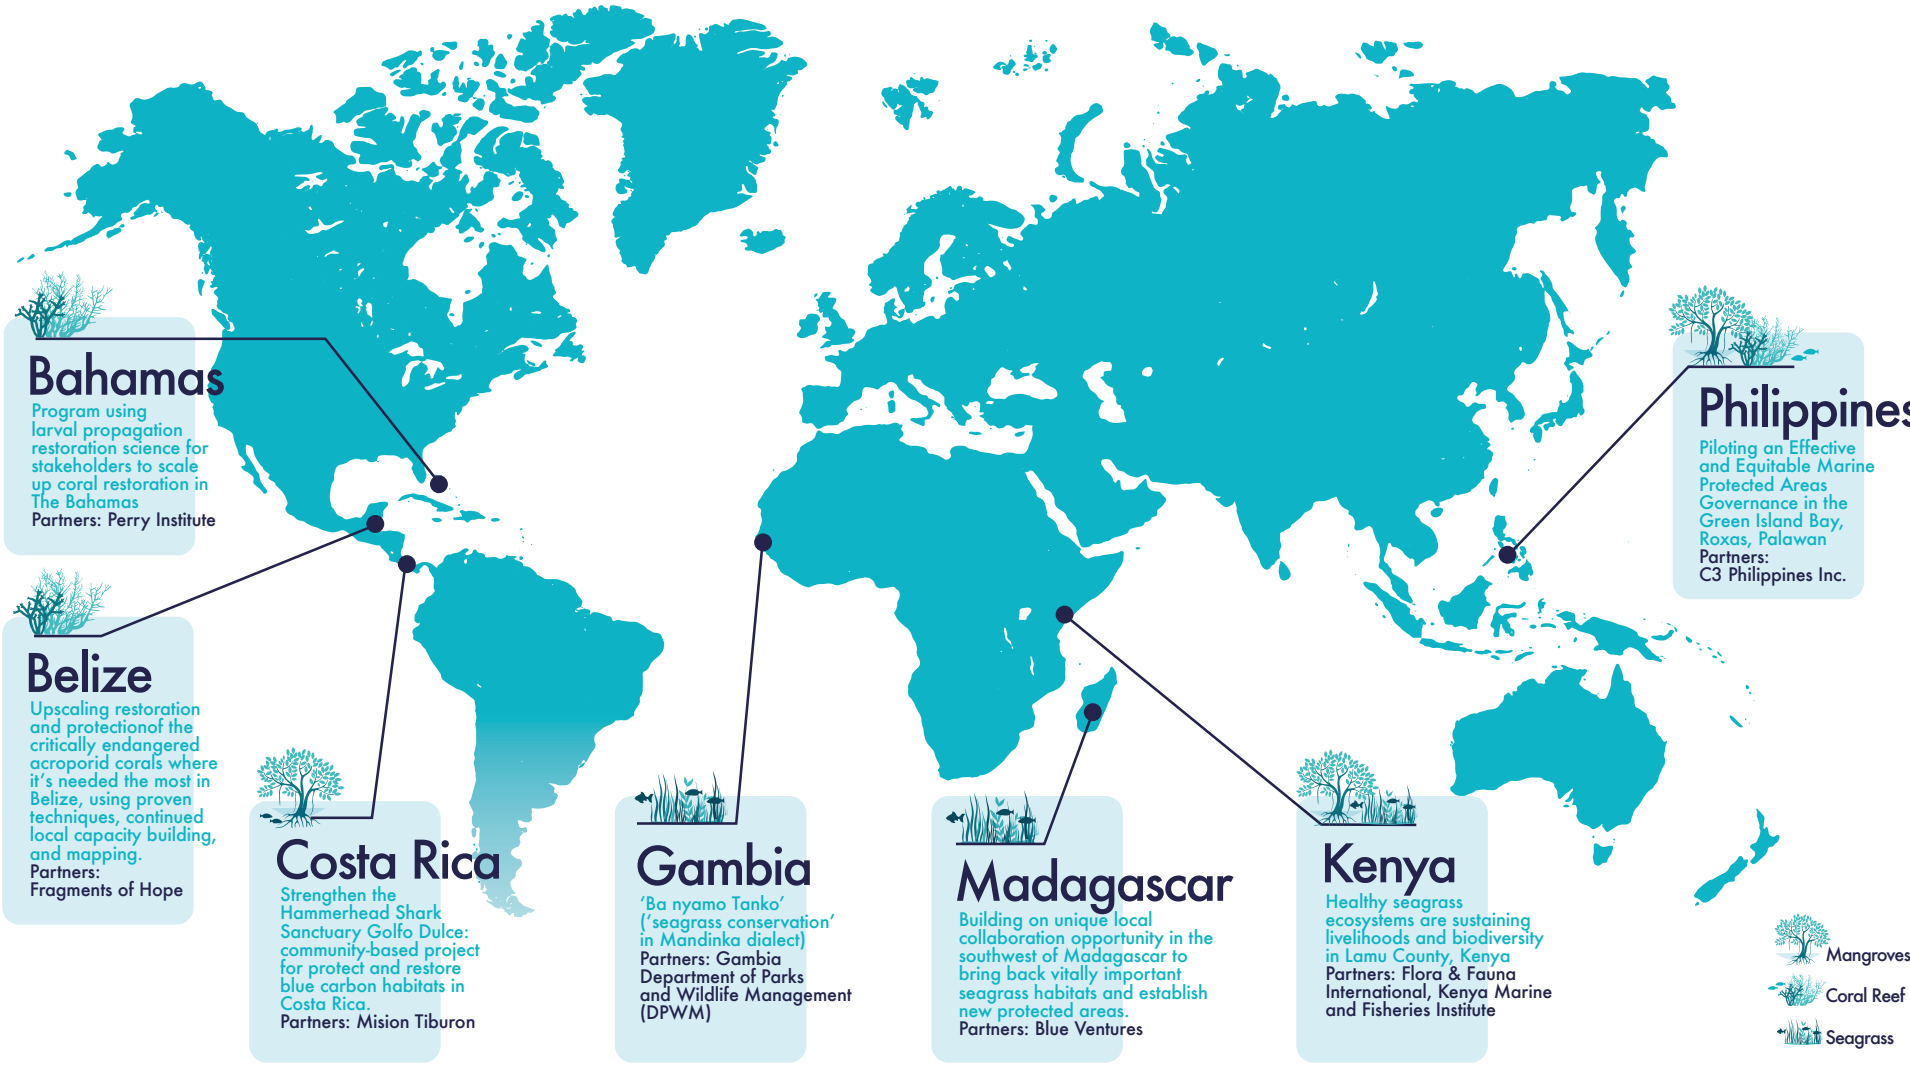 Bahamas
Program using
larval propagation
restoration science for
stakeholders to scale
up coral restoration in
The Bahamas
Partners: Perry Institute
Belize
Upscaling restoration
and protectionof the
critically endangered
acroporid corals where
it's needed the most in
Belize, using proven
techniques, continued
local capacity building,
and mapping.
Partners:
Fragments of Hope
Costa Rica
Strengthen the
Hammerhead Shark
Sanctuary Golfo Dulce:
community-based project
for protect and restore
blue carbon habitats in
Costa Rica.
Partners: Mision Tiburon
Gambia
‘Ba nyamo Tanko’
(‘seagrass conservation’
in Mandinka dialect)
Partners: Gambia
Department of Parks
and Wildlife Management
(DPWM)
Madagascar
Building on unique local
collaboration opportunity in the
southwest of Madagascar to
bring back vitally important
seagrass habitats and establish
new protected areas.
Partners: Blue Ventures
Kenya
Healthy seagrass
ecosystems are sustaining
livelihoods and biodiversity
in Lamu County, Kenya
Partners: Flora & Fauna
International, Kenya Marine
and Fisheries Institute
Philippines
Piloting an Effective
and Equitable Marine
Protected Areas
Governance in the
Green Island Bay,
Roxas, Palawan
Partners:
C3 Philippines Inc.
Mangroves
Coral Reef
Seagrass